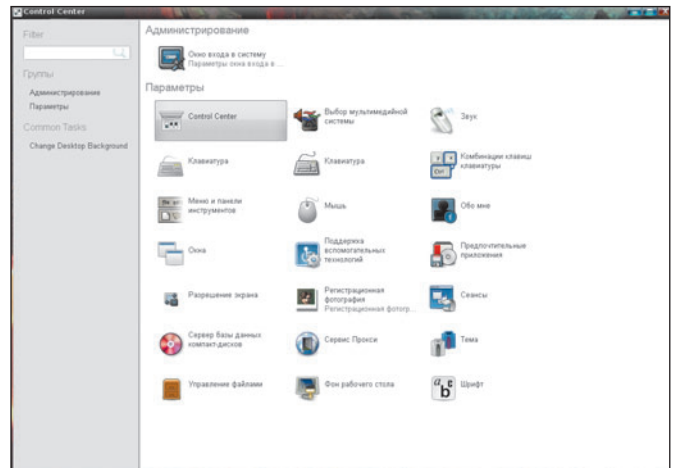 Control Center
Filter
Группы
Администрирование
Параметры
Common Tasks
Change Desktop Background
Администрирование
Окно входа в систему
Параметры окна входа в ...
Параметры
Control Center
Выбор мультимедийной
системы
Звук
Клавиатура
Клавиатура
Комбинации клавиш
клавиатуры
Меню и панели
инструментов
Мышь
Обо мне
Окна
Поддержка
вспомогательных
технологий
Предпочтительные
приложения
Разрешение экрана
Регистрационная
фотография
Регистрационная фотогр...
Сеансы
Сервер базы данных
компакт-дисков
Сервис Прокси
Тема
Управление файлами
Фон рабочего стола
Шрифт